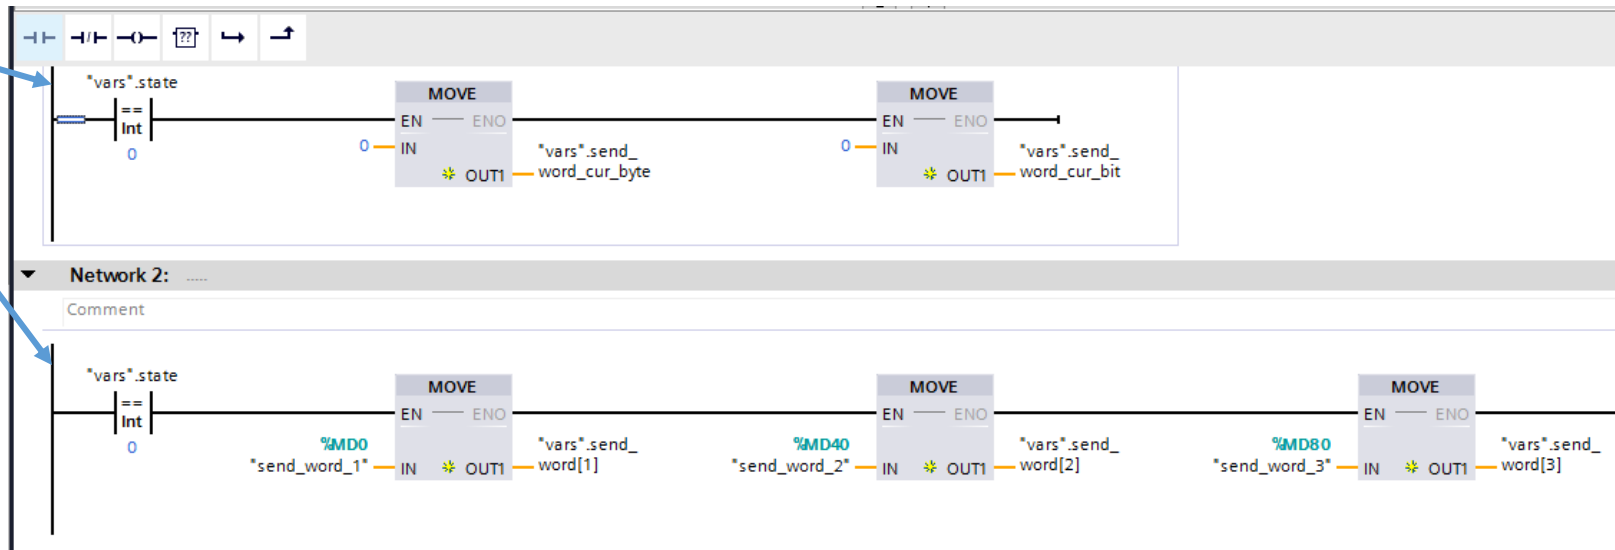 ??
"vars".state
MOVE
MOVE
==
Int
EN
ENO
EN
ENO
0
0
IN
"vars".send_
word_cur_byte
0
IN
"vars".send_
word_cur_bit
OUT1
OUT1
Network 2: .....
Comment
"vars".state
MOVE
MOVE
MOVE
==
Int
EN
ENO
EN
ENO
EN
ENO
0
%MD0
"send_word_1"
IN
OUT1
"vars".send_
word[1]
%MD40
"send_word_2"
IN
OUT1
"vars".send_
word[2]
%MD80
"send_word_3"
IN
OUT1
"vars".send_
word[3]